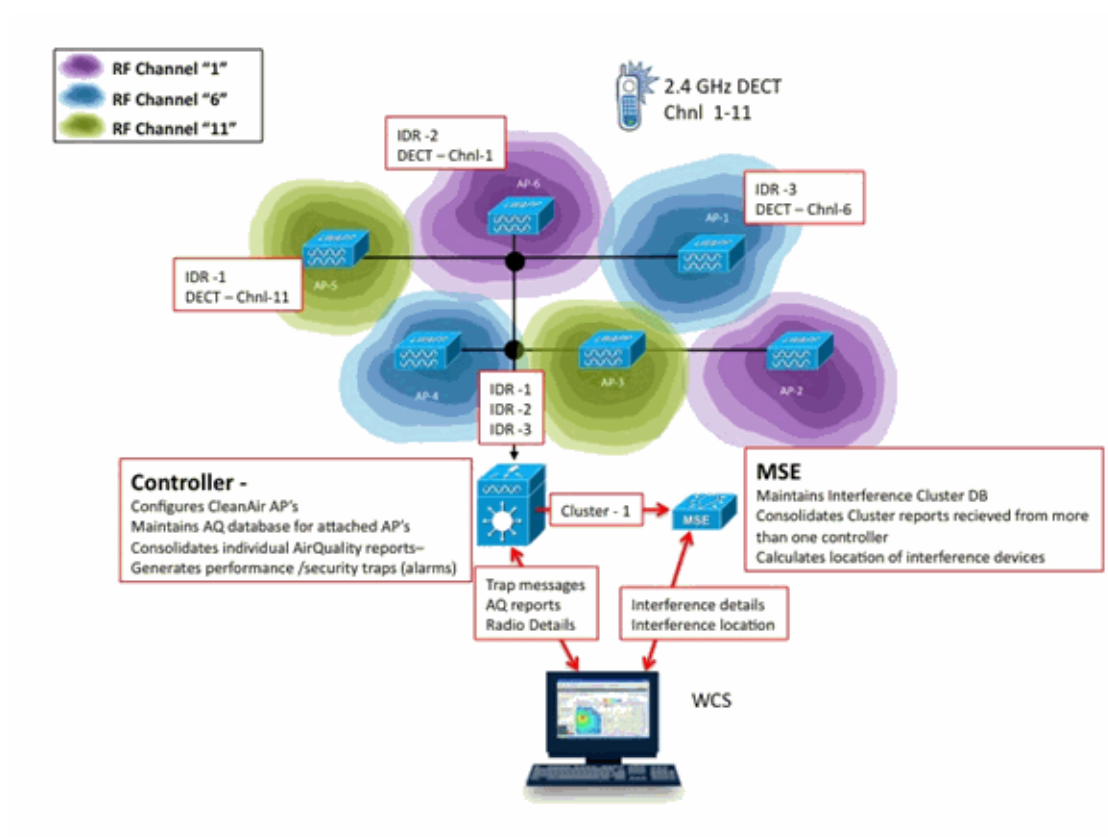 RF Channel "1"
RF Channel "6"
RF Channel "11"
2.4 GHz DECT
Chnl 1-11
IDR -2
DECT – Chnl-1
AP-6
IDR -3
DECT – Chnl-6
AP-1
IDR -1
DECT – Chnl-11
AP-5
AP-4
AP-3
AP-2
IDR -1
IDR -2
IDR -3
Controller -
Configures CleanAir AP's
Maintains AQ database for attached AP's
Consolidates individual AirQuality reports–
Generates performance /security traps (alarms)
Cluster - 1
MSE
MSE
Maintains Interference Cluster DB
Consolidates Cluster reports recieved from more
than one controller
Calculates location of interference devices
Trap messages
AQ reports
Radio Details
Interference details
Interference location
WCS